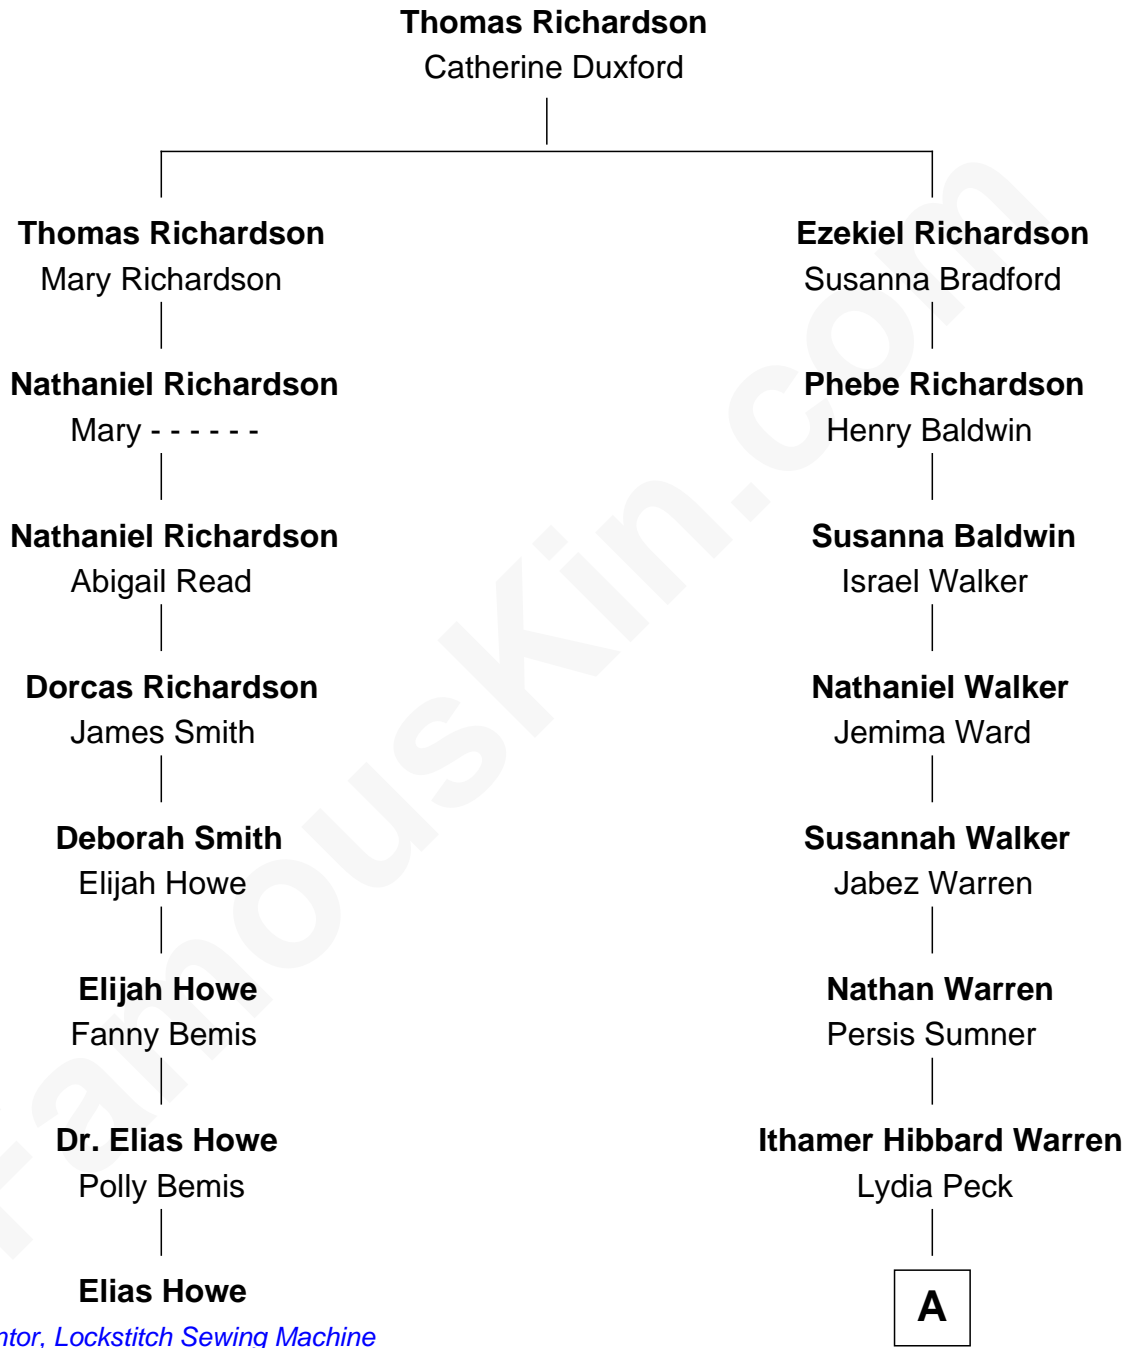 Thomas Richardson
Catherine Duxford
Thomas Richardson
Mary Richardson
Nathaniel Richardson
Mary - - - - - -
Nathaniel Richardson
Abigail Read
Dorcas Richardson
James Smith
Deborah Smith
Elijah Howe
Elijah Howe
Fanny Bemis
Dr. Elias Howe
Polly Bemis
Elias Howe
Lockstitch Sewing Machine
Ezekiel Richardson
Susanna Bradford
Phebe Richardson
Henry Baldwin
Susanna Baldwin
Israel Walker
Nathaniel Walker
Jemima Ward
Susannah Walker
Jabez Warren
Nathan Warren
Persis Sumner
Ithamer Hibbard Warren
Lydia Peck
A
FamousKin.com